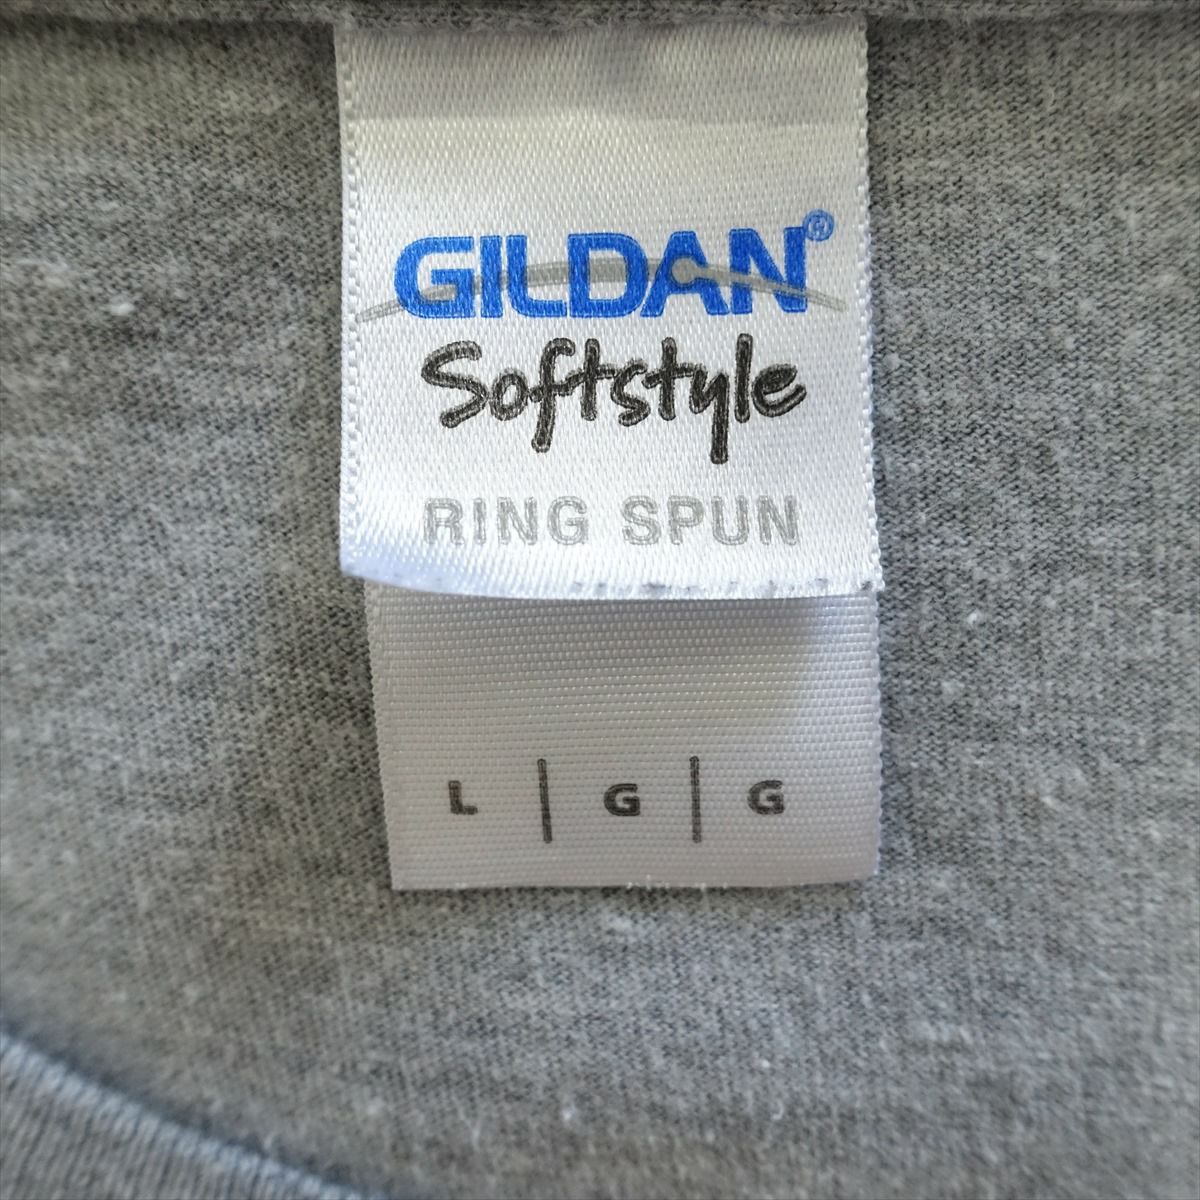 GILDAN®
Softstyle
RING SPUN
L | G | G